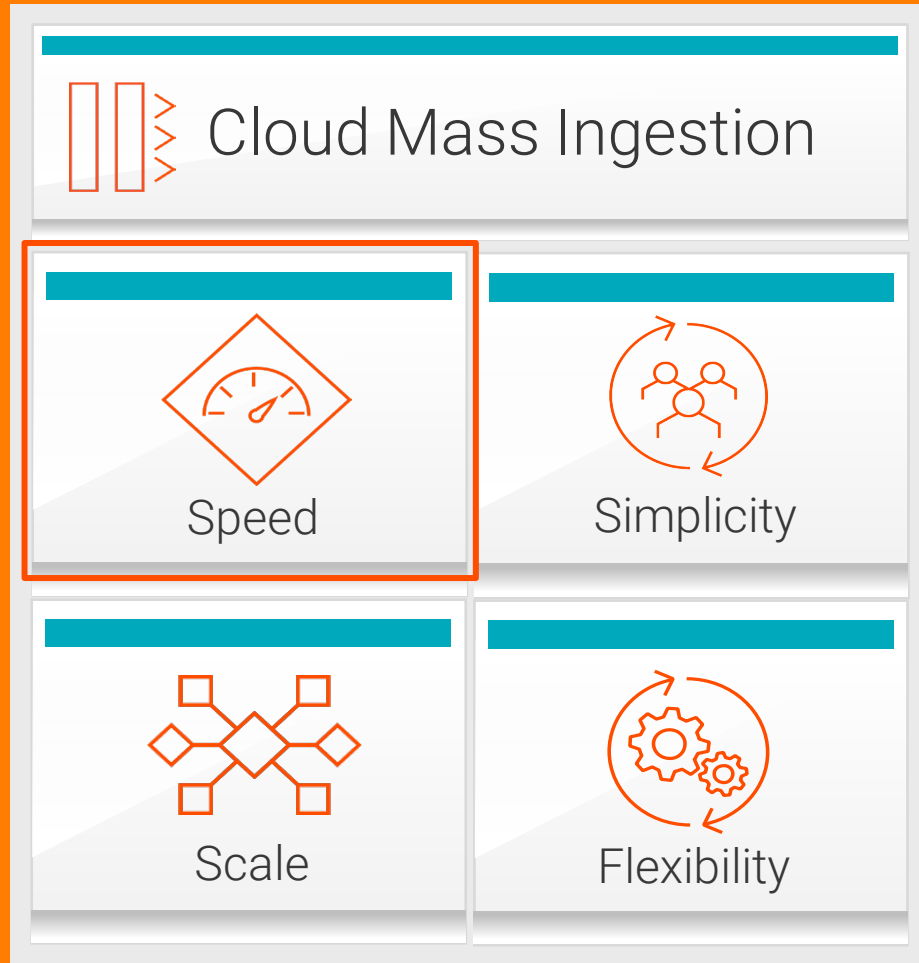 Cloud Mass Ingestion
Speed
Simplicity
Scale
Flexibility